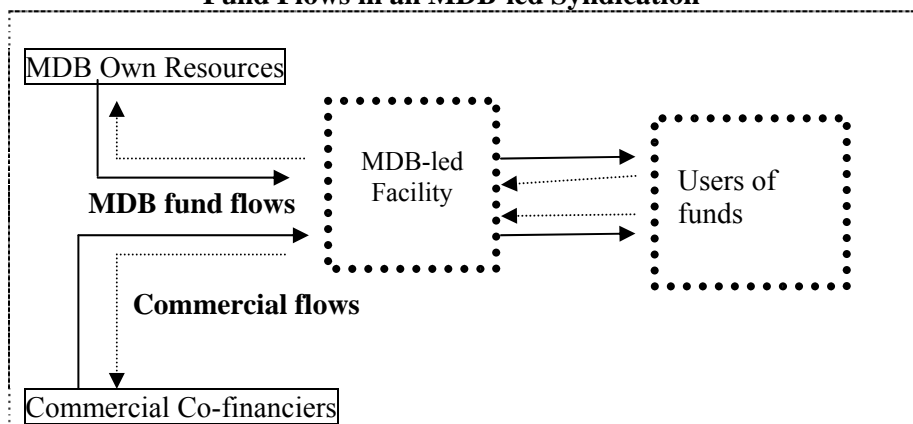 Fund Flows in an MDB-led Syndication
MDB Own Resources
MDB-led
Facility
Users of
funds
MDB fund flows
Commercial flows
Commercial Co-financiers